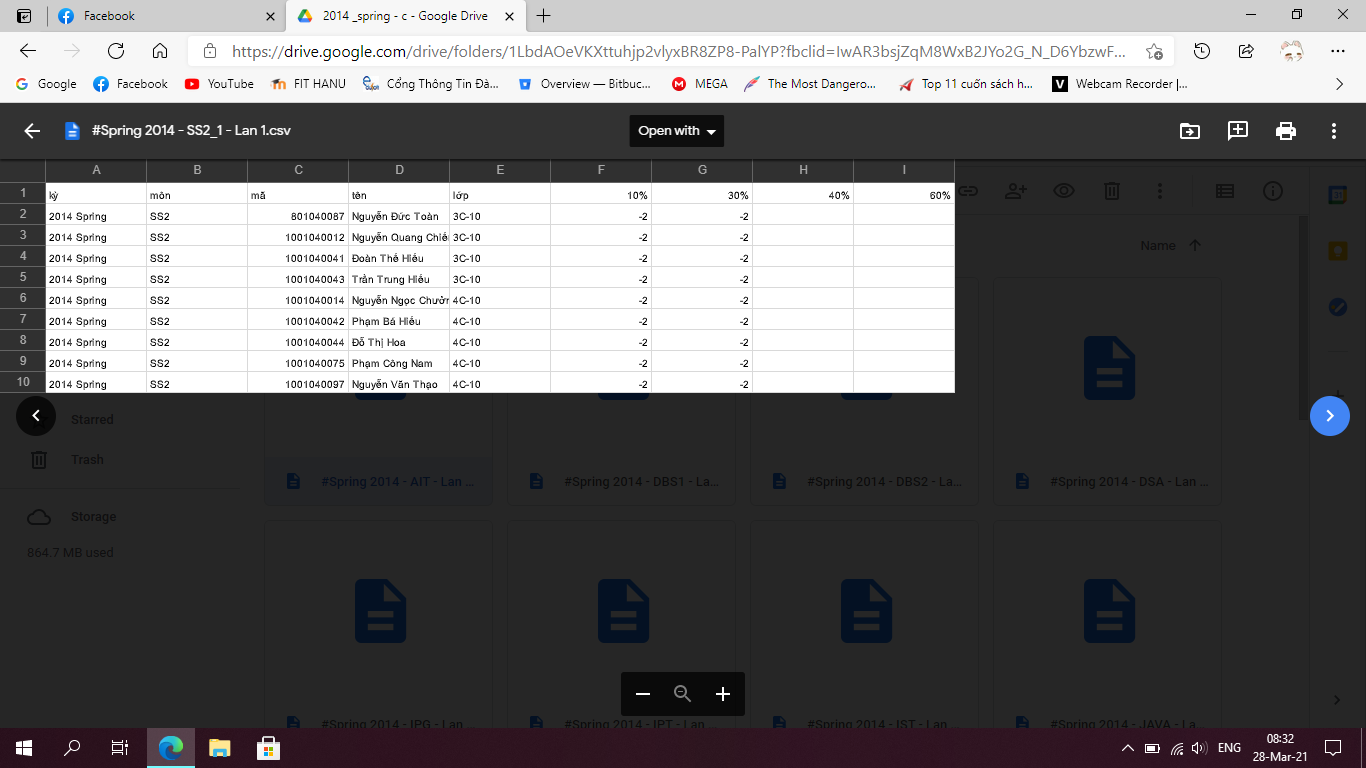 Facebook
2014 _spring - c - Google Drive
https://drive.google.com/drive/folders/1LbdAOeVKXttuhjp2vlyxBR8ZP8-PalYP?fbclid=IwAR3bsjZqM8WxB2JYo2G_N_D6YbzwF...
Google Facebook YouTube FIT HANU Cổng Thông Tin Đà... Overview — Bitbuc... MEGA The Most Dangero... Top 11 cuốn sách h... Webcam Recorder |...
#Spring 2014 - SS2_1 - Lan 1.csv
Open with
A B C D E F G H I
1 kỳ môn mã tên lớp 10% 30% 40% 60%
2 2014 Spring SS2 801040087 Nguyễn Đức Toàn 3C-10 -2 -2
3 2014 Spring SS2 1001040012 Nguyễn Quang Chiế 3C-10 -2 -2
4 2014 Spring SS2 1001040041 Đoàn Thế Hiếu 3C-10 -2 -2
5 2014 Spring SS2 1001040043 Trần Trung Hiếu 3C-10 -2 -2
6 2014 Spring SS2 1001040014 Nguyễn Ngọc Chươn 4C-10 -2 -2
7 2014 Spring SS2 1001040042 Phạm Bá Hiếu 4C-10 -2 -2
8 2014 Spring SS2 1001040044 Đỗ Thị Hoa 4C-10 -2 -2
9 2014 Spring SS2 1001040075 Phạm Công Nam 4C-10 -2 -2
10 2014 Spring SS2 1001040097 Nguyễn Văn Thạo 4C-10 -2 -2
Name
Starred
Trash
Storage
864.7 MB used
#Spring 2014 - AIT - Lan ... #Spring 2014 - DBS1 - La... #Spring 2014 - DBS2 - La... #Spring 2014 - DSA - Lan ...
#Spring 2014 - IPG - Lan ... #Spring 2014 - IPT - Lan ... #Spring 2014 - IST - Lan ... #Spring 2014 - JAVA - La...
ENG
08:32
28-Mar-21